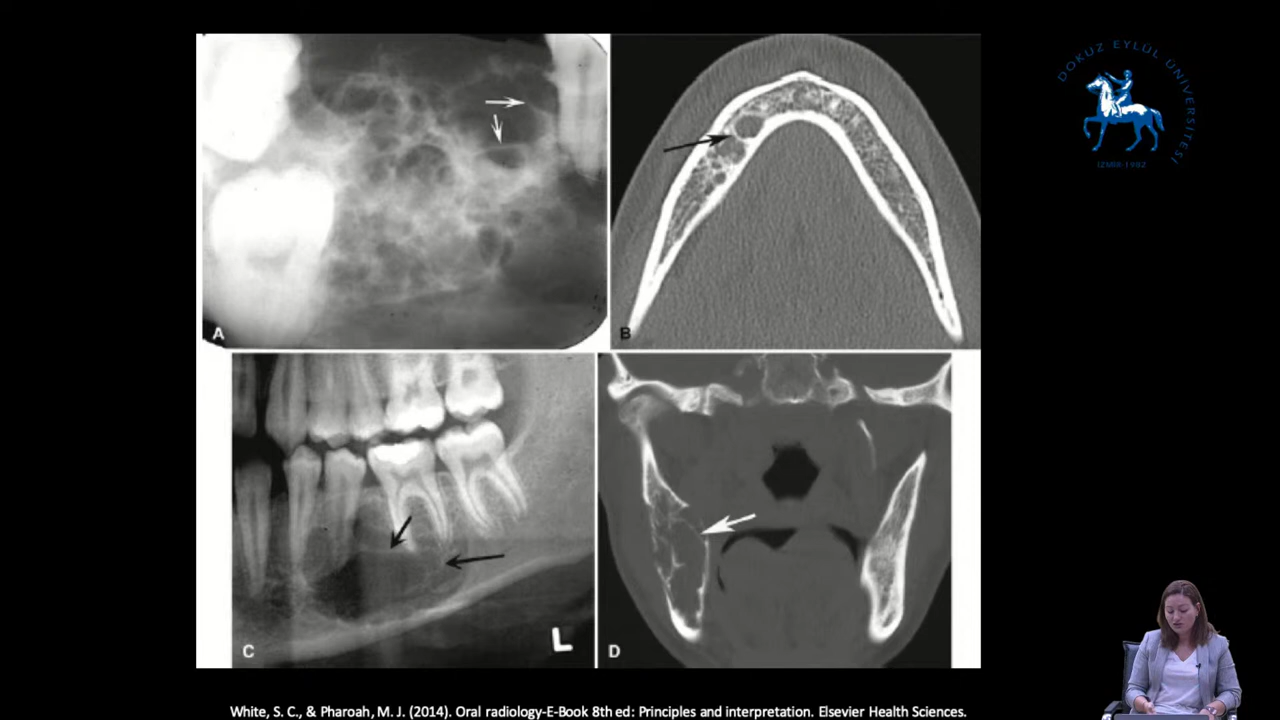 DOKUZ EYLÜL ÜNİVERSİTESİ
İZMİR-1982
A
B
C
L
D
White, S. C., & Pharoah, M. J. (2014). Oral radiology-E-Book 8th ed: Principles and interpretation. Elsevier Health Sciences.